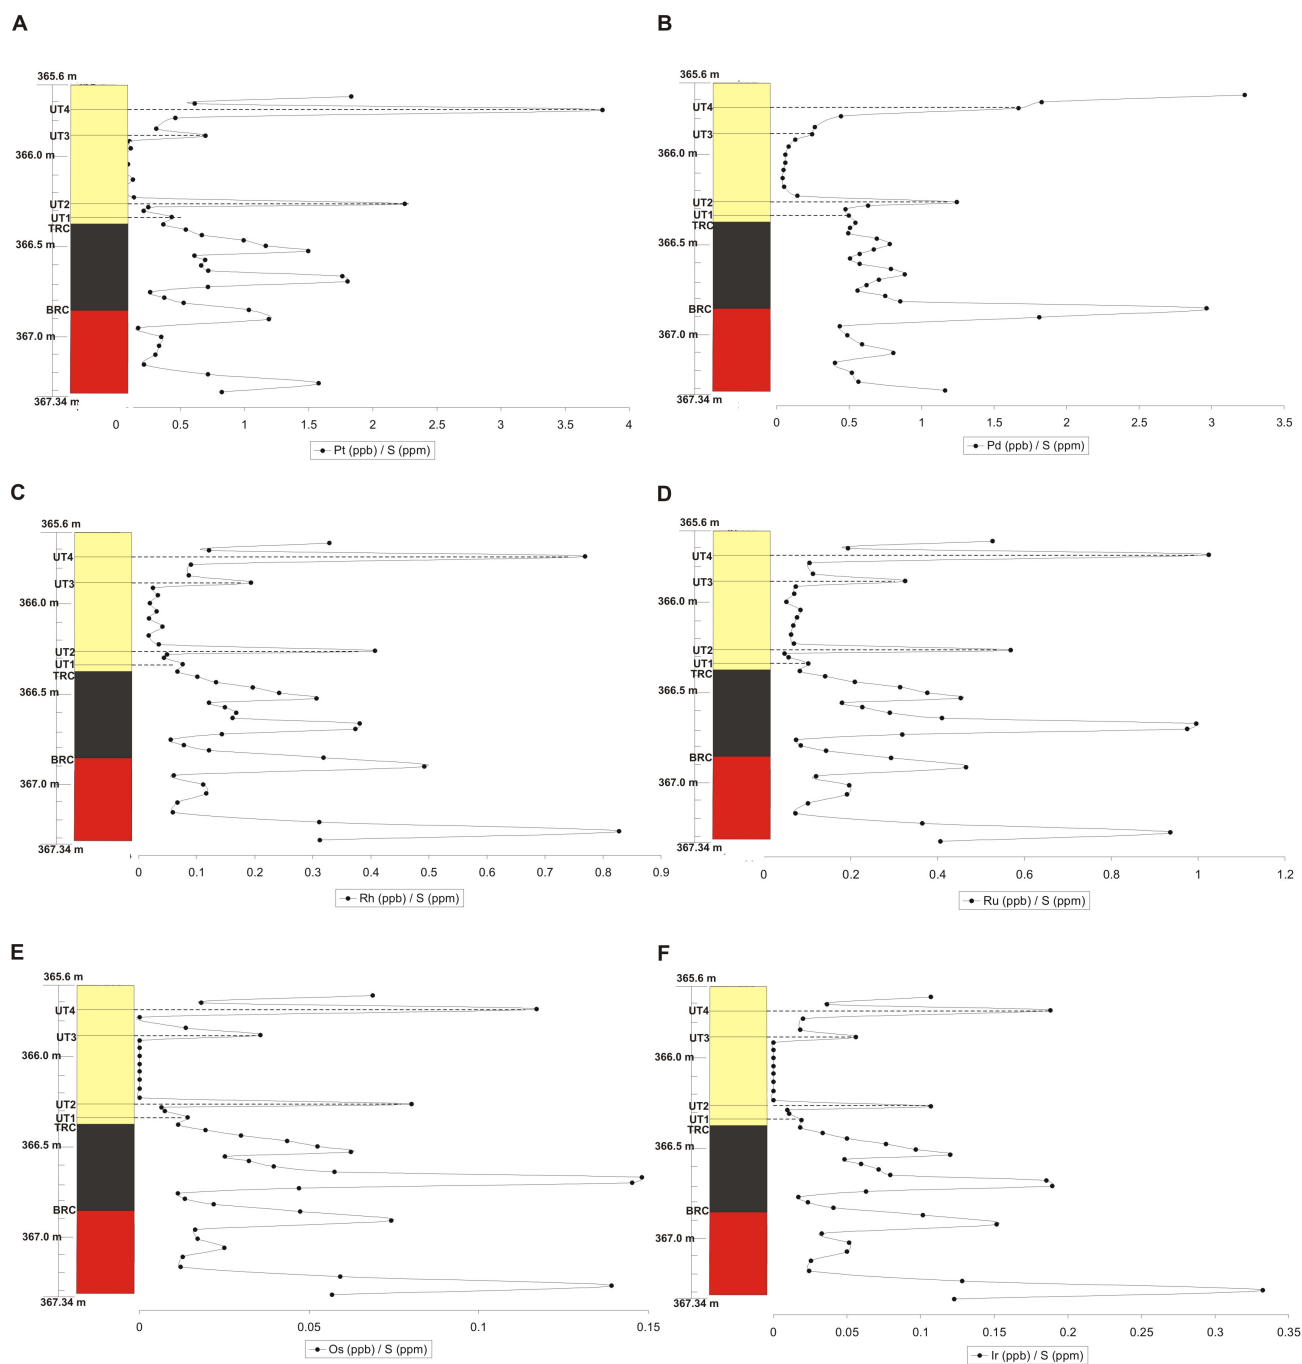 A
365.6 m
UT4
UT3
366.0 m
UT2
UT1
TRC
366.5 m
BRC
367.0 m
367.34 m
0 0.5 1 1.5 2 2.5 3 3.5 4
Pt (ppb) / S (ppm)
B
365.6 m
UT4
UT3
366.0 m
UT2
UT1
TRC
366.5 m
BRC
367.0 m
367.34 m
0 0.5 1 1.5 2 2.5 3 3.5
Pd (ppb) / S (ppm)
C
365.6 m
UT4
UT3
366.0 m
UT2
UT1
TRC
366.5 m
BRC
367.0 m
367.34 m
0 0.1 0.2 0.3 0.4 0.5 0.6 0.7 0.8 0.9
Rh (ppb) / S (ppm)
D
365.6 m
UT4
UT3
366.0 m
UT2
UT1
TRC
366.5 m
BRC
367.0 m
367.34 m
0 0.2 0.4 0.6 0.8 1 1.2
Ru (ppb) / S (ppm)
E
365.6 m
UT4
UT3
366.0 m
UT2
UT1
TRC
366.5 m
BRC
367.0 m
367.34 m
0 0.05 0.1 0.15
Os (ppb) / S (ppm)
F
365.6 m
UT4
UT3
366.0 m
UT2
UT1
TRC
366.5 m
BRC
367.0 m
367.34 m
0 0.05 0.1 0.15 0.2 0.25 0.3 0.35
Ir (ppb) / S (ppm)